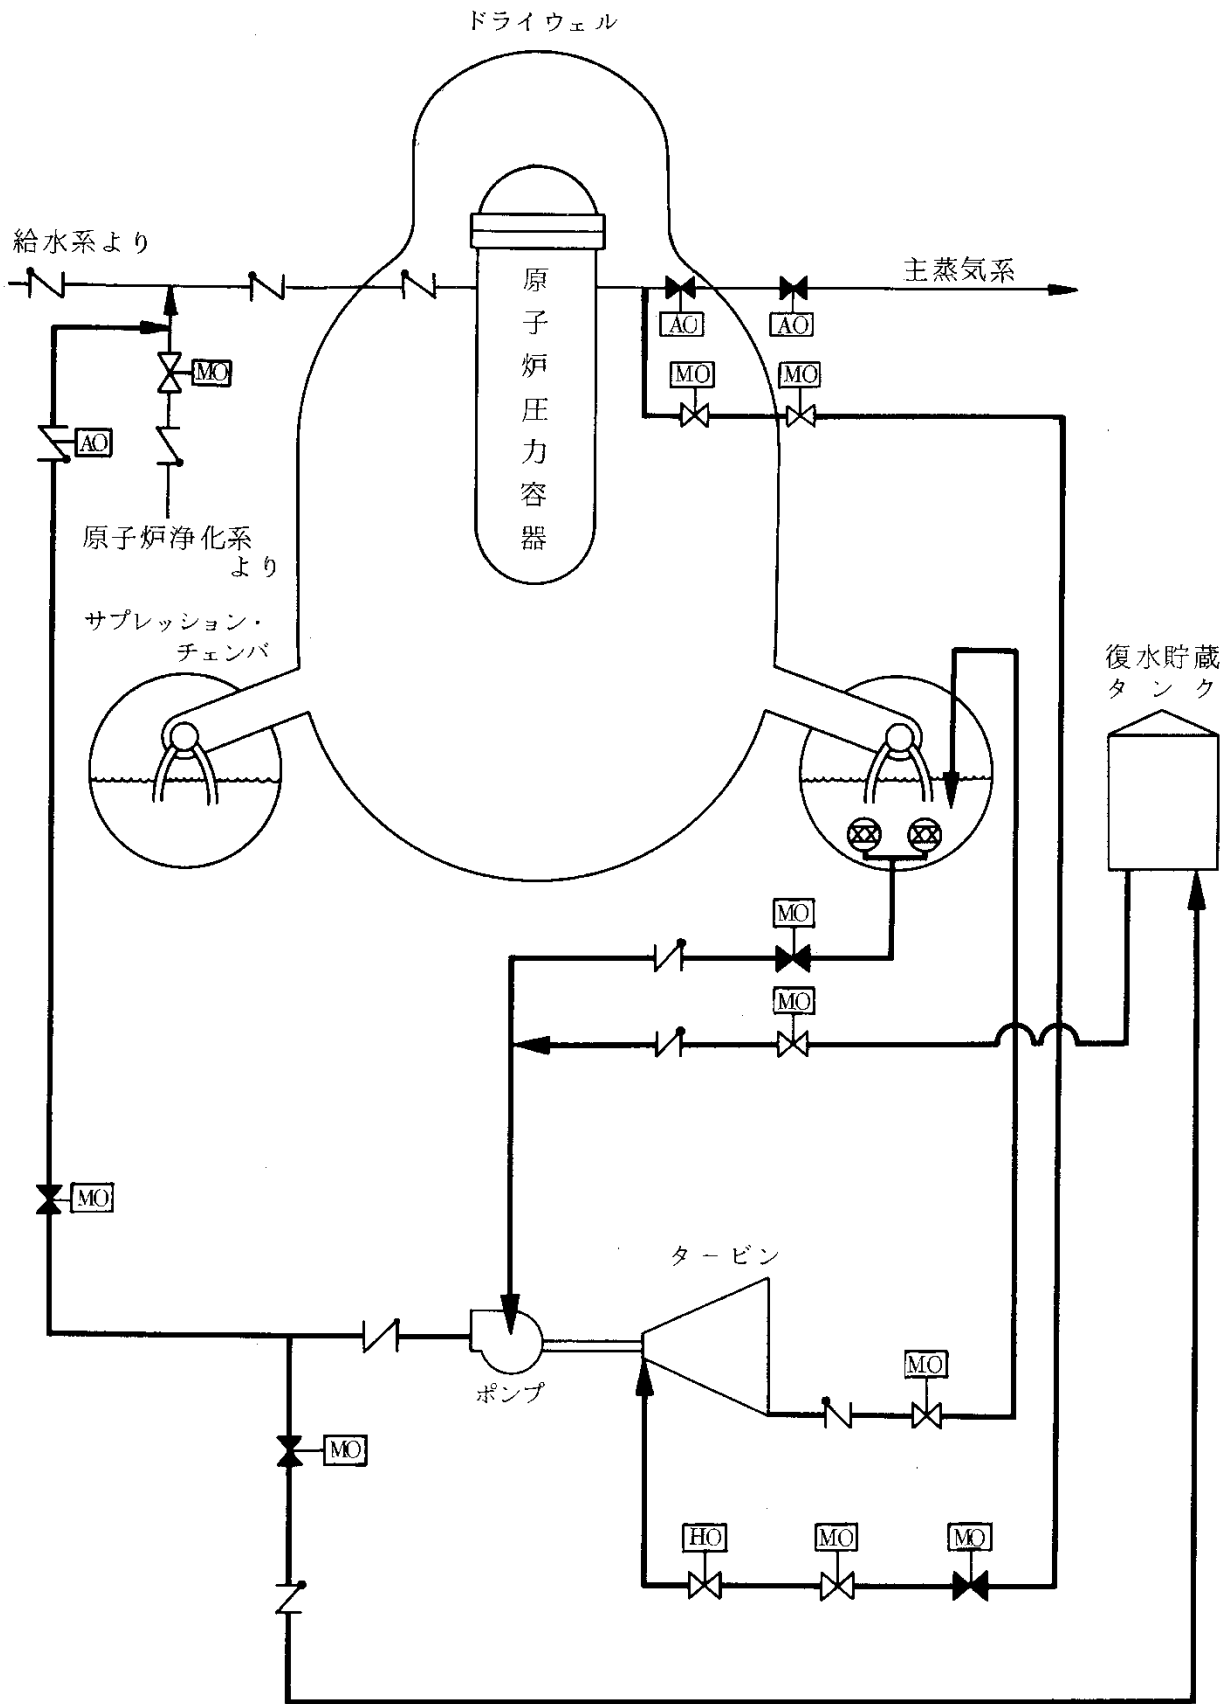 ドライウェル
給水系より
主蒸気系
原子炉圧力容器
AO
AO
MO
MO
MO
AO
原子炉浄化系
より
サプレッション・
チェンバ
復水貯蔵
タンク
MO
MO
MO
タービン
ポンプ
MO
MO
HO
MO
MO